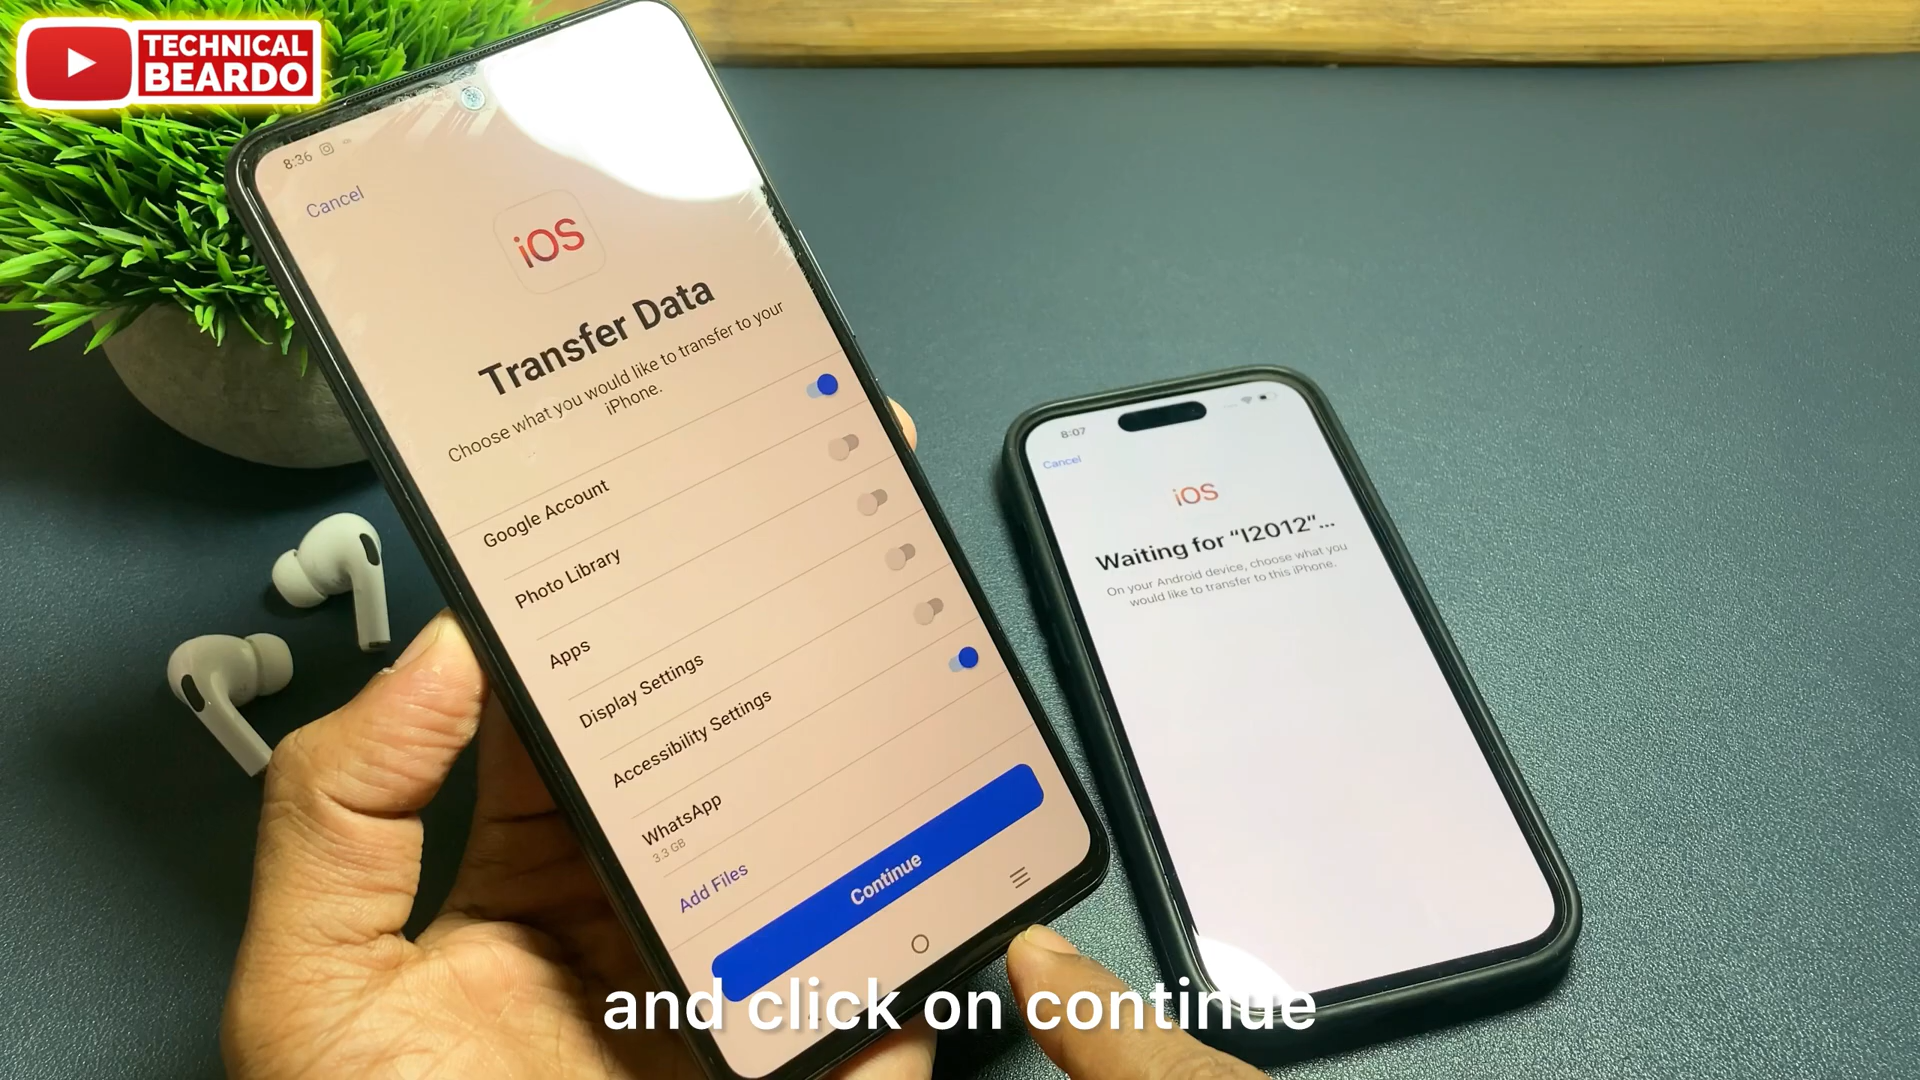 TECHNICAL
BEARDO
8:36
Cancel
iOS
Transfer Data
Choose what you would like to transfer to your
iPhone.
Google Account
Photo Library
Apps
Display Settings
Accessibility Settings
WhatsApp
3.3 GB
Add Files
Continue
8:07
Cancel
iOS
Waiting for “I2012”...
On your Android device, choose what you
would like to transfer to this iPhone.
and click on continue